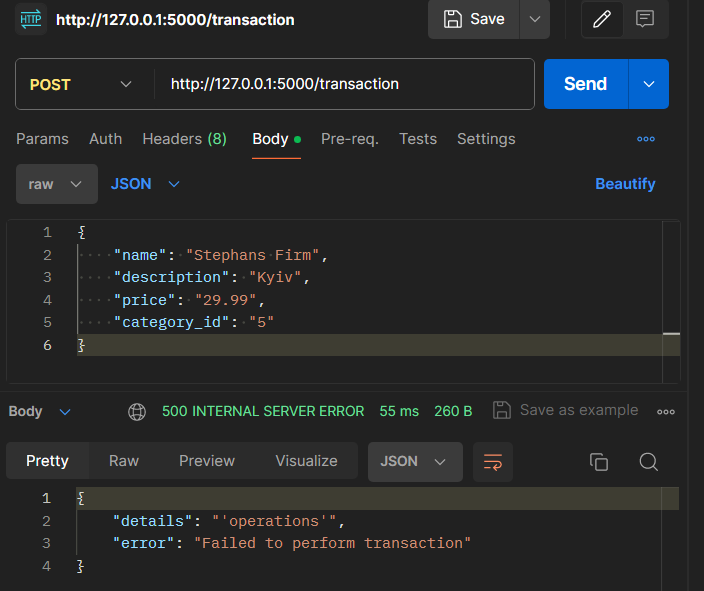 HTTP http://127.0.0.1:5000/transaction Save
POST http://127.0.0.1:5000/transaction Send
Params Auth Headers (8) Body Pre-req. Tests Settings
raw JSON Beautify
1 {
2 "name": "Stephans Firm",
3 "description": "Kyiv",
4 "price": "29.99",
5 "category_id": "5"
6 }
Body 500 INTERNAL SERVER ERROR 55 ms 260 B Save as example
Pretty Raw Preview Visualize JSON
1 {
2 "details": "'operations'",
3 "error": "Failed to perform transaction"
4 }